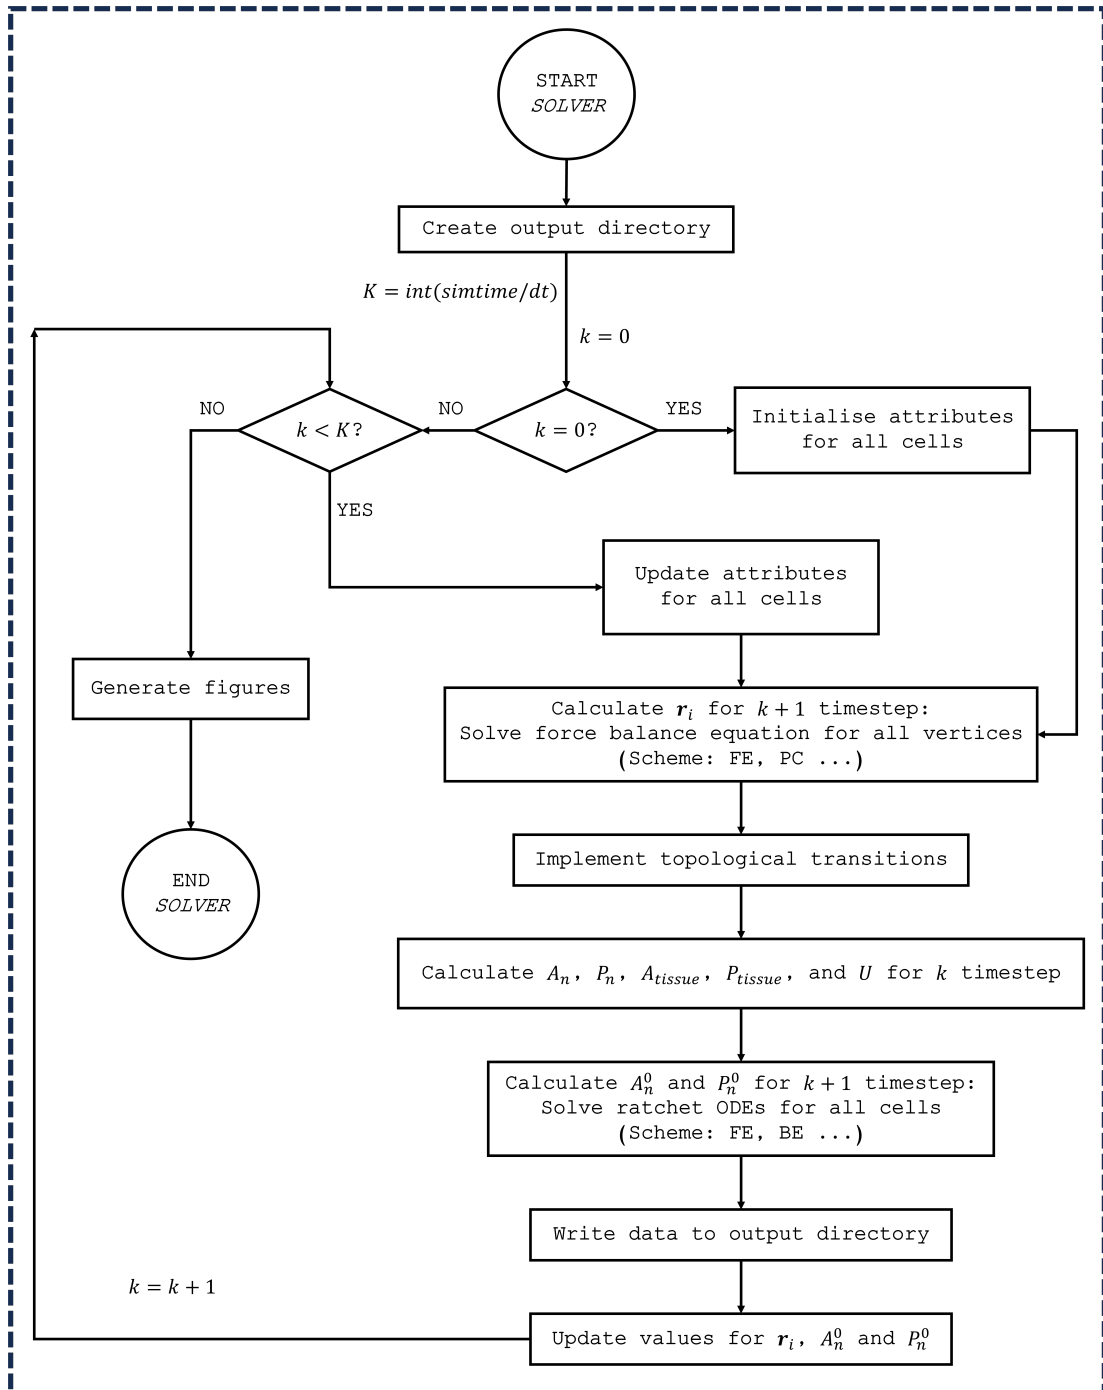 START
SOLVER
Create output directory
K = int(simtime/dt)
k = 0
NO
k < K?
NO
k = 0?
YES
Initialise attributes
for all cells
YES
Update attributes
for all cells
Generate figures
Calculate r_i for k + 1 timestep:
Solve force balance equation for all vertices
(Scheme: FE, PC ...)
Implement topological transitions
END
SOLVER
Calculate A_n, P_n, A_tissue, P_tissue, and U for k timestep
Calculate A_n^0 and P_n^0 for k + 1 timestep:
Solve ratchet ODEs for all cells
(Scheme: FE, BE ...)
Write data to output directory
k = k + 1
Update values for r_i, A_n^0 and P_n^0